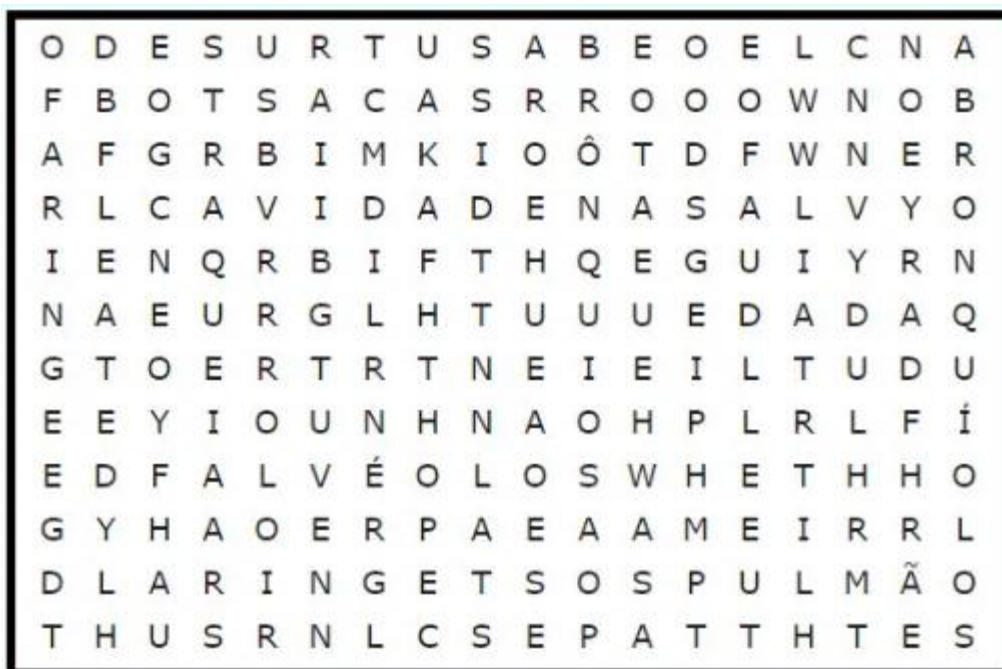 O D E S U R T U S A B E O E L C N A
F B O T S A C A S R R O O O W N O B
A F G R B I M K I O Ô T D F W N E R
R L C A V I D A D E N A S A L V Y O
I E N Q R B I F T H Q E G U I Y R N
N A E U R G L H T U U U E D A D A Q
G T O E R T R T N E I E I L T U D U
E E Y I O U N H N A O H P L R L F Í
E D F A L V É O L O S W H E T H H O
G Y H A O E R P A E A A M E I R R L
D L A R I N G E T S O S P U L M Ã O
T H U S R N L C S E P A T T H T E S